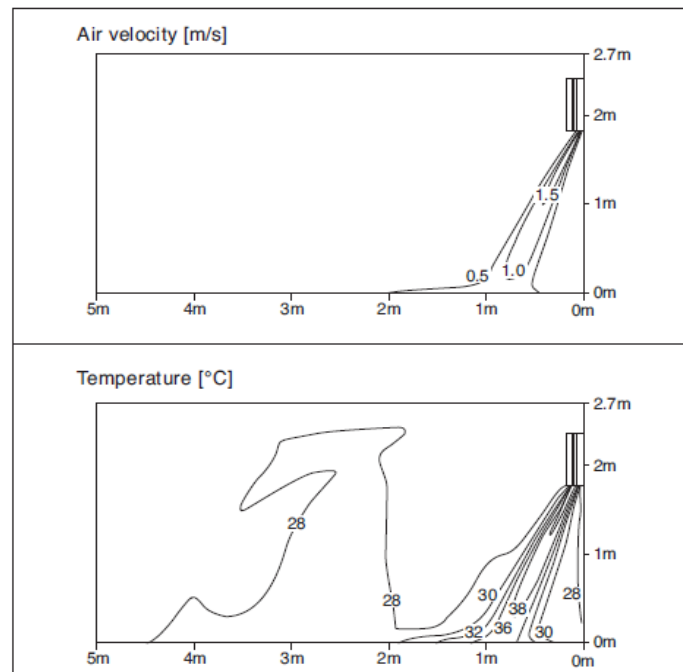 Air velocity [m/s]
2.7m
2m
1.5
1m
0.5
1.0
0m
5m 4m 3m 2m 1m 0m
Temperature [°C]
2.7m
2m
28
1m
28 30 38 28
32 36 30
0m
5m 4m 3m 2m 1m 0m